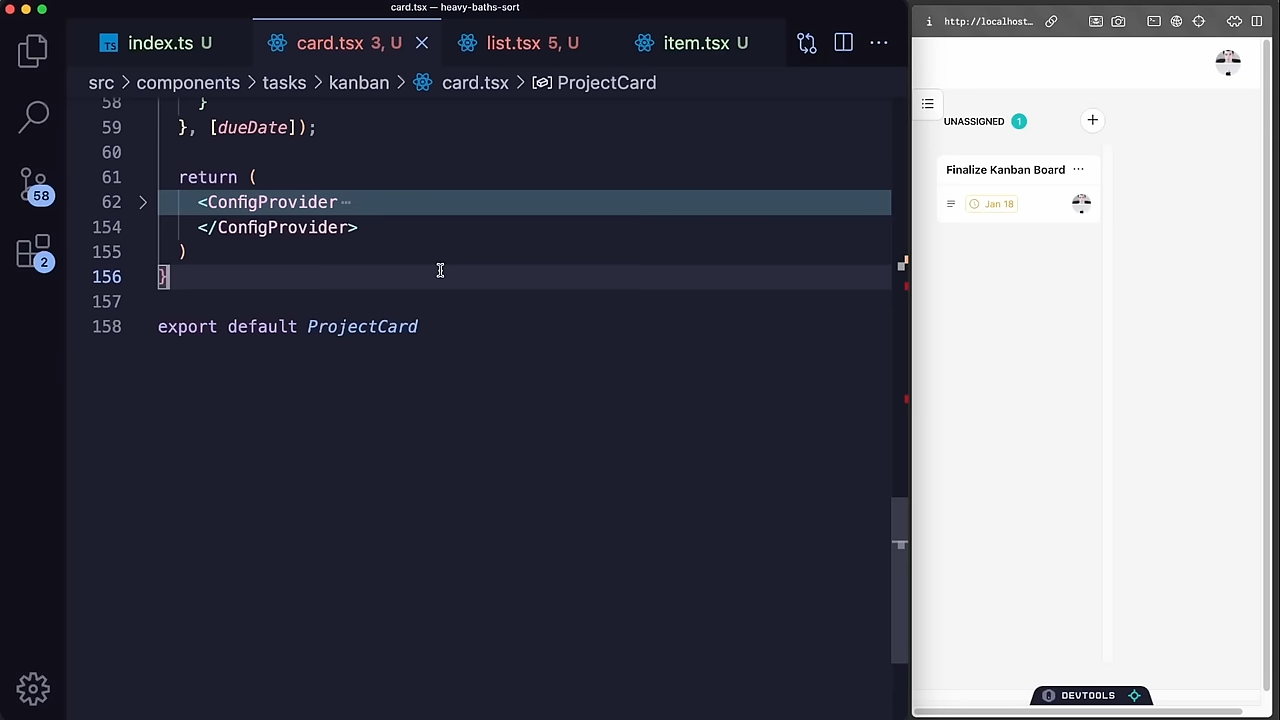 card.tsx — heavy-baths-sort
index.ts U
card.tsx 3, U
list.tsx 5, U
item.tsx U
src > components > tasks > kanban > card.tsx > ProjectCard
58 }
59 }, [dueDate]);
60
61 return (
62 <ConfigProvider ⋯
154 </ConfigProvider>
155 )
156 }
157
158 export default ProjectCard
58
2
http://localhost…
UNASSIGNED 1
Finalize Kanban Board
Jan 18
DEVTOOLS